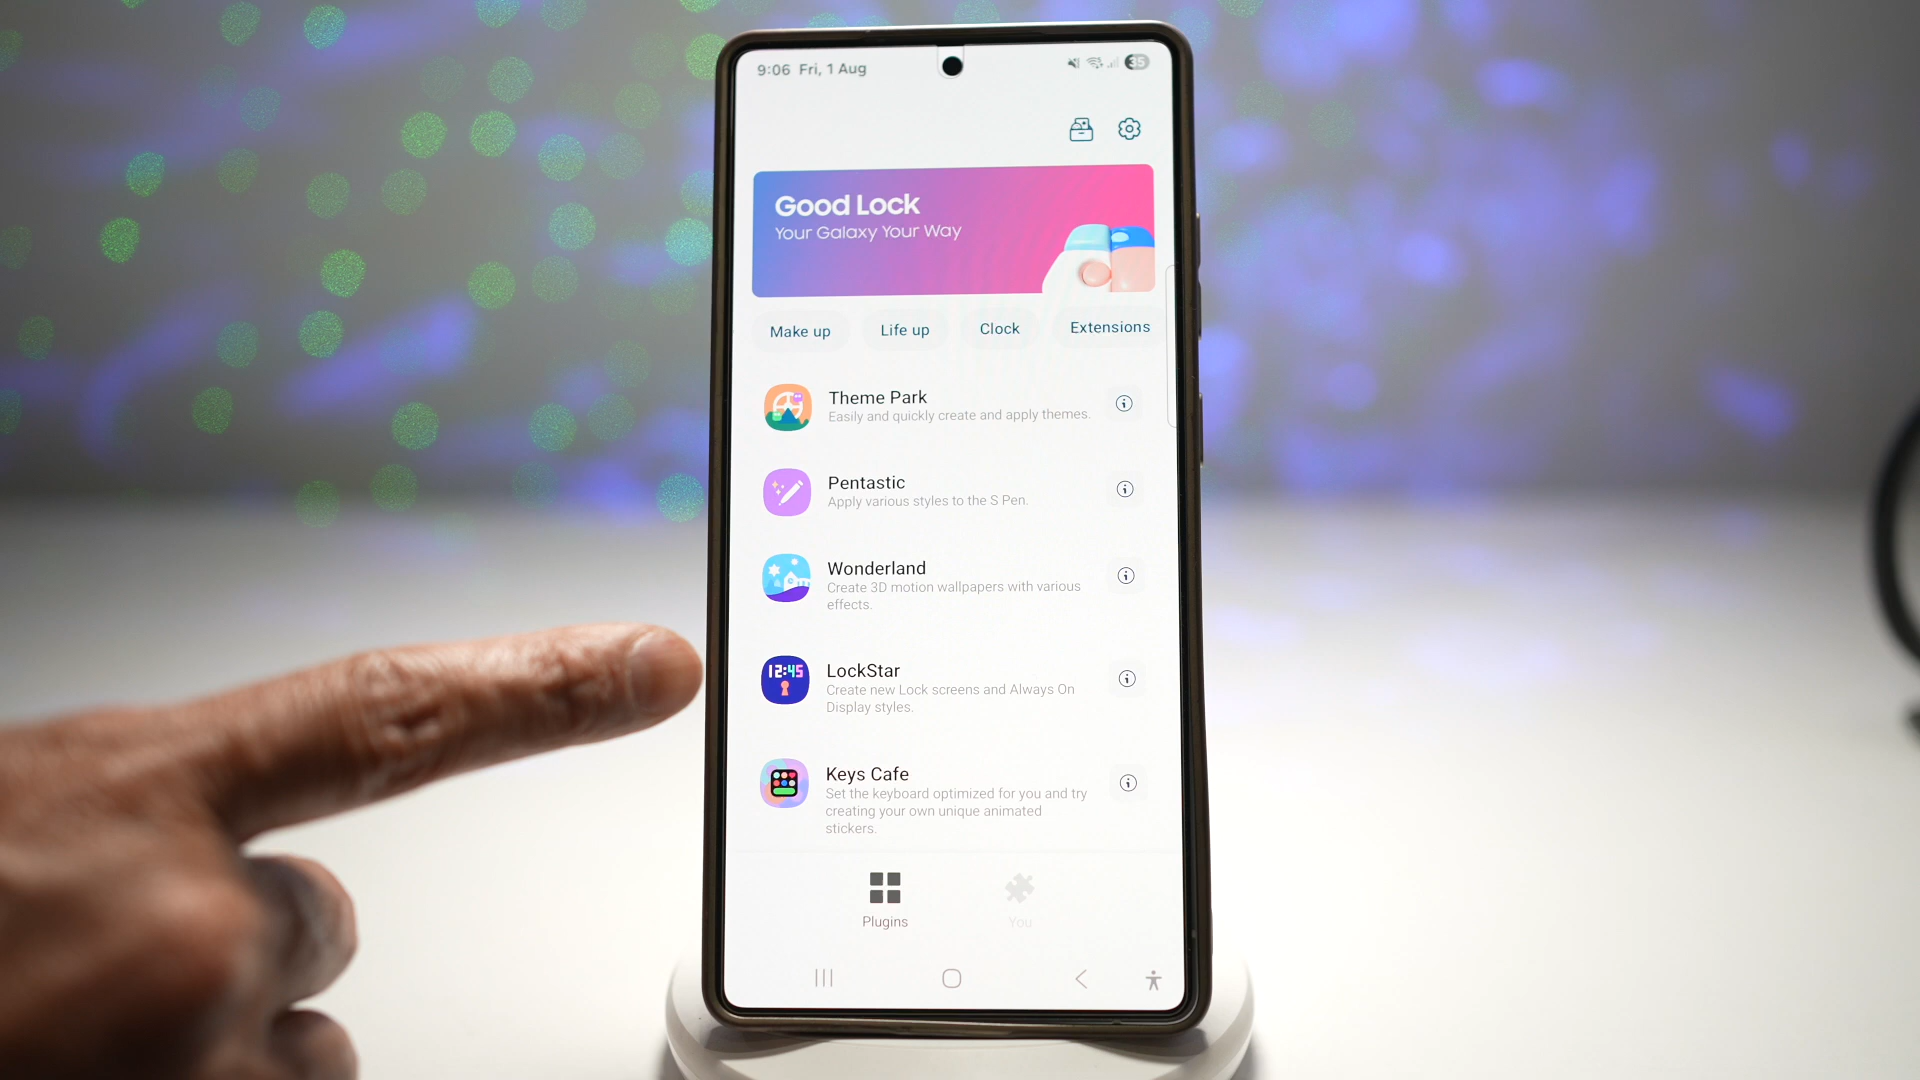 9:06 Fri, 1 Aug
35
Good Lock
Your Galaxy Your Way
Make up
Life up
Clock
Extensions
Theme Park
Easily and quickly create and apply themes.
Pentastic
Apply various styles to the S Pen.
Wonderland
Create 3D motion wallpapers with various
effects.
12:45
LockStar
Create new Lock screens and Always On
Display styles.
Keys Cafe
Set the keyboard optimized for you and try
creating your own unique animated
stickers.
Plugins
You